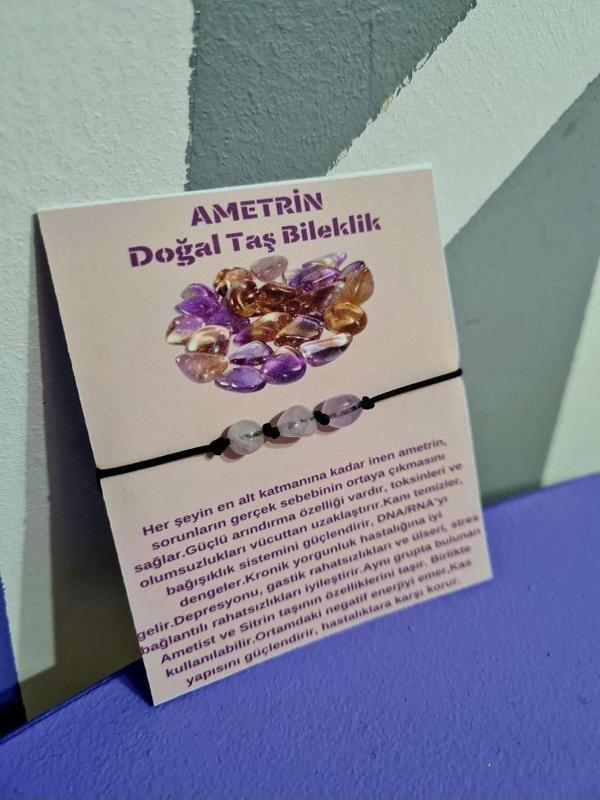 AMETRİN
Doğal Taş Bileklik
Her şeyin en alt katmanına kadar inen ametrin,
sorunların gerçek sebebinin ortaya çıkmasını
sağlar.Güçlü arındırma özelliği vardır, toksinleri ve
olumsuzlukları vücuttan uzaklaştırır.Kanı temizler,
bağışıklık sistemini güçlendirir, DNA/RNA'yı
dengeler.Kronik yorgunluk hastalığına iyi
gelir.Depresyonu, gastik rahatsızlıkları ve ülseri, stres
bağlantılı rahatsızlıkları iyileştirir.Aynı grupta bulunan
Ametist ve Sitrin taşının özelliklerini taşır. Birlikte
kullanılabilir.Ortamdaki negatif enerjiyi emer.Kas
yapısını güçlendirir, hastalıklara karşı korur.